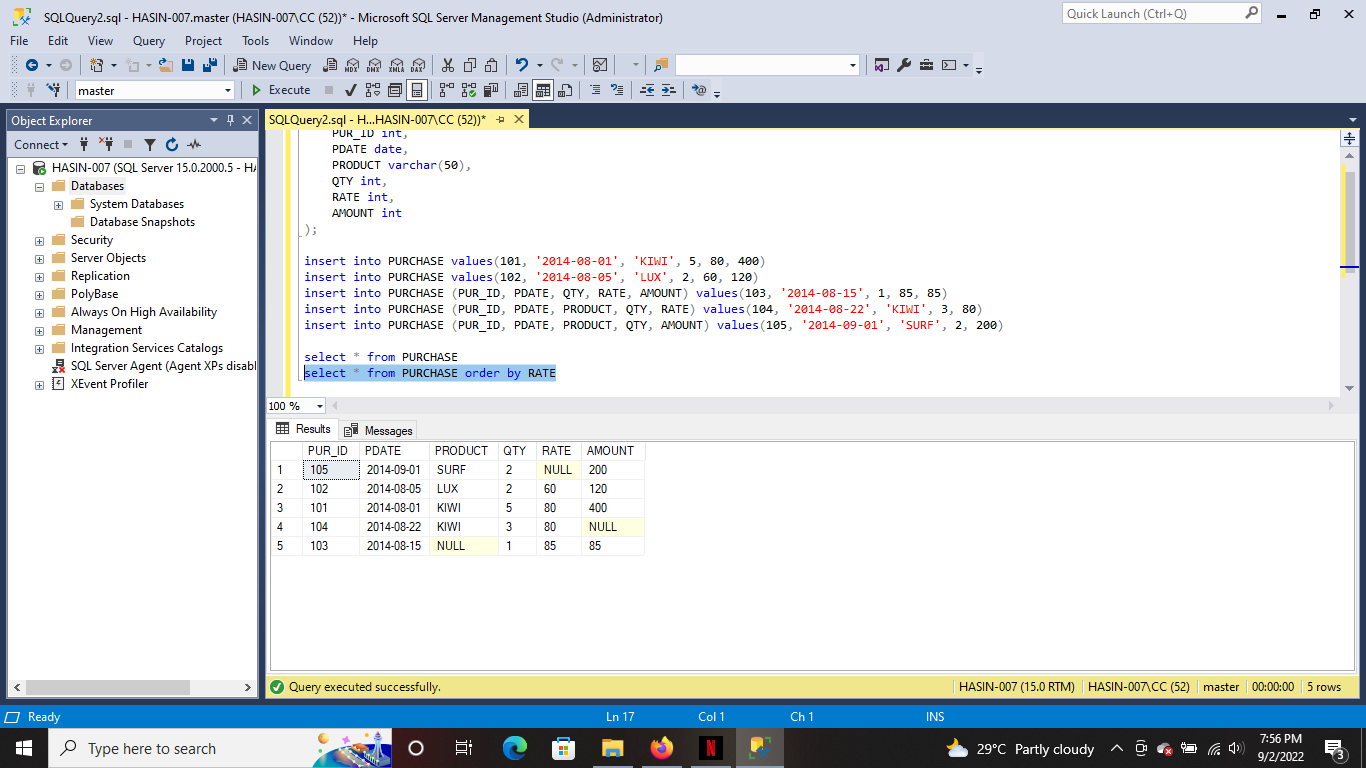 SQLQuery2.sql - HASIN-007.master (HASIN-007\CC (52))* - Microsoft SQL Server Management Studio (Administrator)
Quick Launch (Ctrl+Q)
File Edit View Query Project Tools Window Help
New Query MDX DMX XMLA DAX
master Execute
Object Explorer
SQLQuery2.sql - H...HASIN-007\CC (52))*
Connect
HASIN-007 (SQL Server 15.0.2000.5 - HA
Databases
System Databases
Database Snapshots
Security
Server Objects
Replication
PolyBase
Always On High Availability
Management
Integration Services Catalogs
SQL Server Agent (Agent XPs disabl
XEvent Profiler
PUR_ID int,
PDATE date,
PRODUCT varchar(50),
QTY int,
RATE int,
AMOUNT int
);
insert into PURCHASE values(101, '2014-08-01', 'KIWI', 5, 80, 400)
insert into PURCHASE values(102, '2014-08-05', 'LUX', 2, 60, 120)
insert into PURCHASE (PUR_ID, PDATE, QTY, RATE, AMOUNT) values(103, '2014-08-15', 1, 85, 85)
insert into PURCHASE (PUR_ID, PDATE, PRODUCT, QTY, RATE) values(104, '2014-08-22', 'KIWI', 3, 80)
insert into PURCHASE (PUR_ID, PDATE, PRODUCT, QTY, AMOUNT) values(105, '2014-09-01', 'SURF', 2, 200)
select * from PURCHASE
select * from PURCHASE order by RATE
100 %
Results Messages
PUR_ID PDATE PRODUCT QTY RATE AMOUNT
1 105 2014-09-01 SURF 2 NULL 200
2 102 2014-08-05 LUX 2 60 120
3 101 2014-08-01 KIWI 5 80 400
4 104 2014-08-22 KIWI 3 80 NULL
5 103 2014-08-15 NULL 1 85 85
Query executed successfully. HASIN-007 (15.0 RTM) HASIN-007\CC (52) master 00:00:00 5 rows
Ready Ln 17 Col 1 Ch 1 INS
Type here to search N 29°C Partly cloudy 7:56 PM
9/2/2022 3